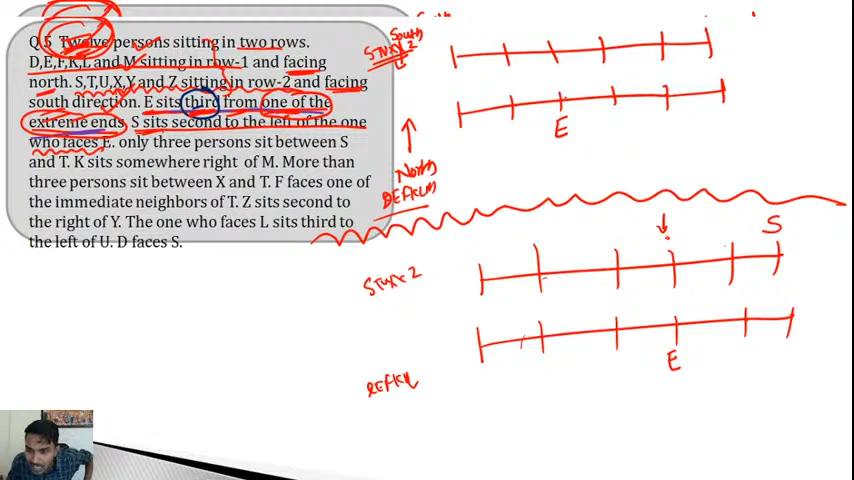 Q.5 Twelve persons sitting in two rows.
D,E,F,K,L and M sitting in row-1 and facing
north. S,T,U,X,Y and Z sitting in row-2 and facing
south direction. E sits third from one of the
extreme ends. S sits second to the left of the one
who faces E. only three persons sit between S
and T. K sits somewhere right of M. More than
three persons sit between X and T. F faces one of
the immediate neighbors of T. Z sits second to
the right of Y. The one who faces L sits third to
the left of U. D faces S.
South
E
North
DEFKLM
S
E